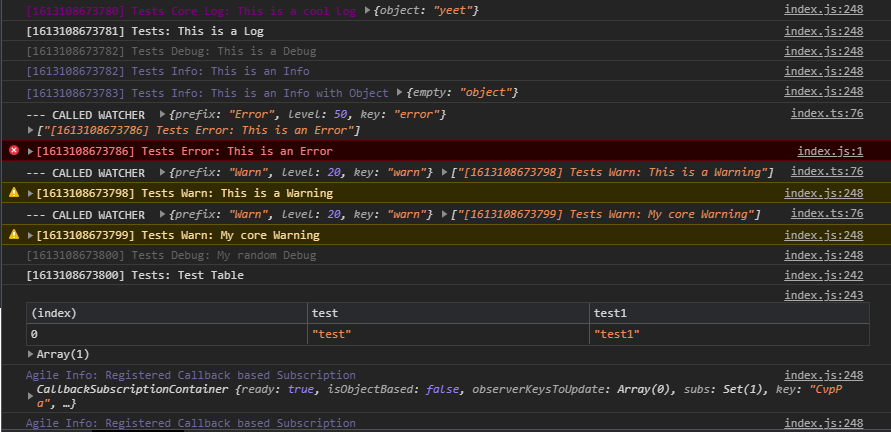 [1613108673780] Tests Core Log: This is a cool Log ▶{object: "yeet"} index.js:248
[1613108673781] Tests: This is a Log index.js:248
[1613108673782] Tests Debug: This is a Debug index.js:248
[1613108673782] Tests Info: This is an Info index.js:248
[1613108673783] Tests Info: This is an Info with Object ▶{empty: "object"} index.js:248
--- CALLED WATCHER ▶{prefix: "Error", level: 50, key: "error"} index.ts:76
▶["[1613108673786] Tests Error: This is an Error"]
▶[1613108673786] Tests Error: This is an Error index.js:1
--- CALLED WATCHER ▶{prefix: "Warn", level: 20, key: "warn"} ▶["[1613108673798] Tests Warn: This is a Warning"] index.ts:76
▶[1613108673798] Tests Warn: This is a Warning index.js:248
--- CALLED WATCHER ▶{prefix: "Warn", level: 20, key: "warn"} ▶["[1613108673799] Tests Warn: My core Warning"] index.ts:76
▶[1613108673799] Tests Warn: My core Warning index.js:248
[1613108673800] Tests Debug: My random Debug index.js:248
[1613108673800] Tests: Test Table index.js:242
index.js:243
(index) test test1
0 "test" "test1"
▶Array(1)
Agile Info: Registered Callback based Subscription index.js:248
▶CallbackSubscriptionContainer {ready: true, isObjectBased: false, observerKeysToUpdate: Array(0), subs: Set(1), key: "CvpP
a", …}
Agile Info: Registered Callback based Subscription index.js:248